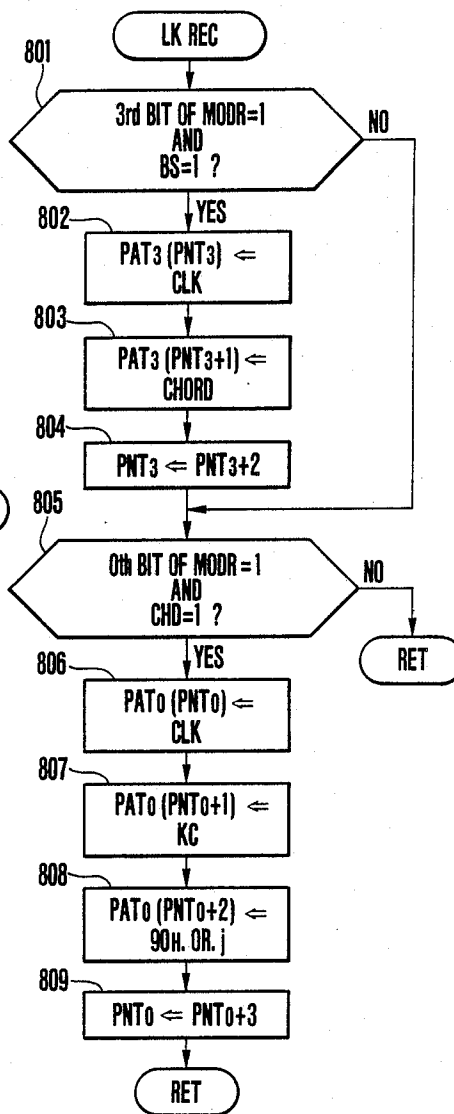 LK REC
801
3rd BIT OF MODR=1
AND
BS=1 ?
NO
YES
802
PAT3 (PNT3) ⇐
CLK
803
PAT3 (PNT3+1) ⇐
CHORD
804
PNT3 ⇐ PNT3+2
805
0th BIT OF MODR=1
AND
CHD=1 ?
NO
RET
YES
806
PAT0 (PNT0) ⇐
CLK
807
PAT0 (PNT0+1) ⇐
KC
808
PAT0 (PNT0+2) ⇐
90H. OR. j
809
PNT0 ⇐ PNT0+3
RET